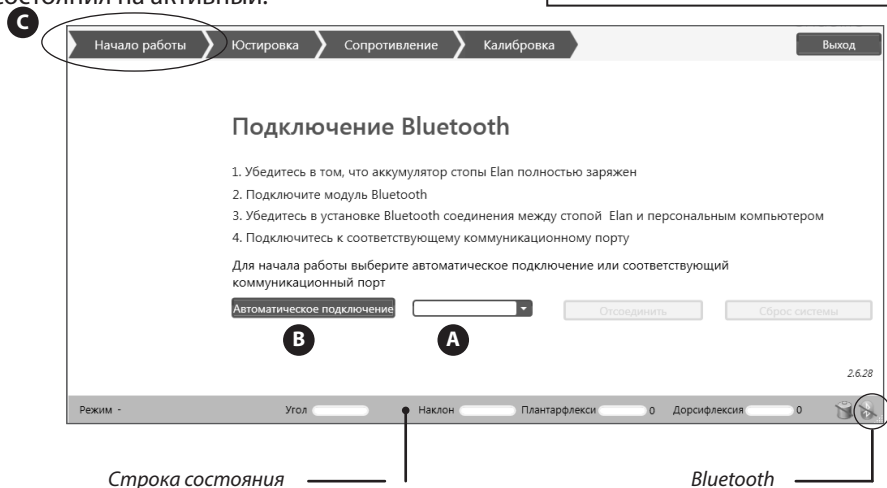 состояния на активный.
C
Начало работы
Юстировка
Сопротивление
Калибровка
Выход
Подключение Bluetooth
1. Убедитесь в том, что аккумулятор стопы Elan полностью заряжен
2. Подключите модуль Bluetooth
3. Убедитесь в установке Bluetooth соединения между стопой Elan и персональным компьютером
4. Подключитесь к соответствующему коммуникационному порту
Для начала работы выберите автоматическое подключение или соответствующий
коммуникационный порт
Автоматическое подключение
Отсоединить
Сброс системы
B
A
2.6.28
Режим -
Угол
Наклон
Плантарфлекси
0
Дорсифлексия
0
Строка состояния
Bluetooth